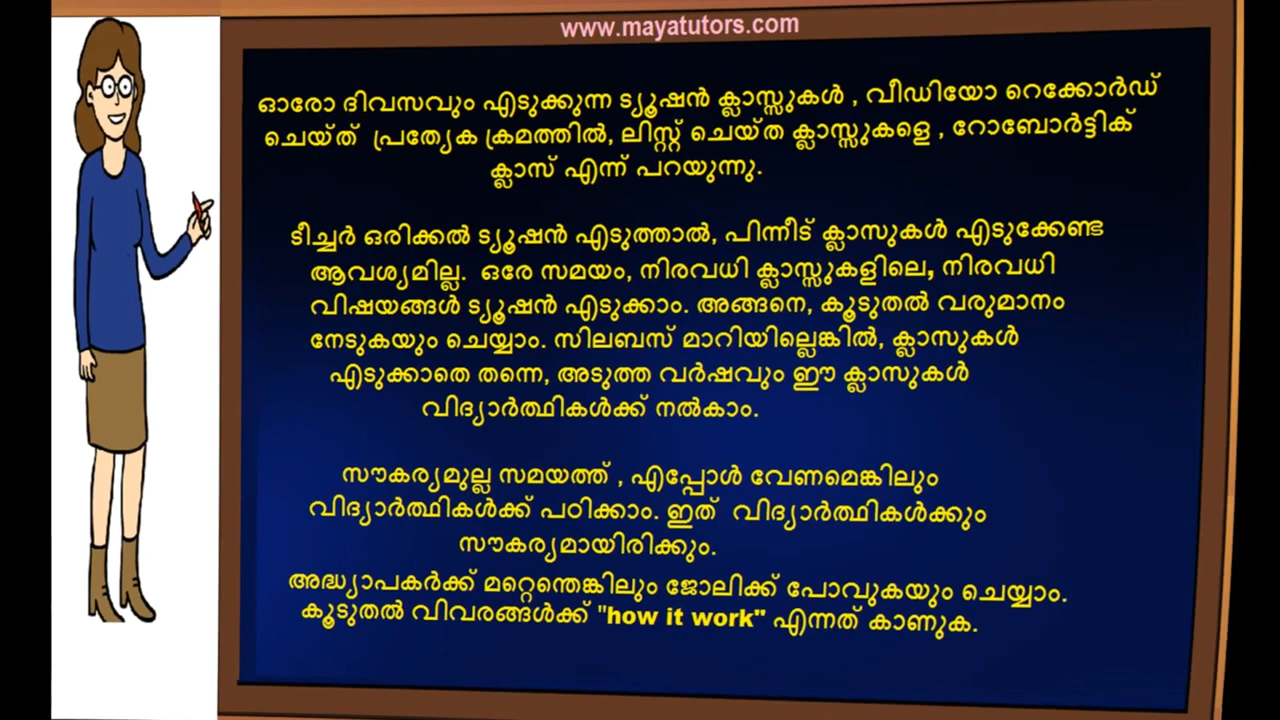 www.mayatutors.com
ഓരോ ദിവസവും എടുക്കുന്ന ട്യൂഷൻ ക്ലാസ്സുകൾ , വീഡിയോ റെക്കോർഡ്
ചെയ്ത് പ്രത്യേക ക്രമത്തിൽ, ലിസ്റ്റ് ചെയ്ത ക്ലാസ്സുകളെ , റോബോർട്ടിക്
ക്ലാസ് എന്ന് പറയുന്നു.
ടീച്ചർ ഒരിക്കൽ ട്യൂഷൻ എടുത്താൽ, പിന്നീട് ക്ലാസുകൾ എടുക്കേണ്ട
ആവശ്യമില്ല. ഒരേ സമയം, നിരവധി ക്ലാസ്സുകളിലെ, നിരവധി
വിഷയങ്ങൾ ട്യൂഷൻ എടുക്കാം. അങ്ങനെ, കൂടുതൽ വരുമാനം
നേടുകയും ചെയ്യാം. സിലബസ് മാറിയില്ലെങ്കിൽ, ക്ലാസുകൾ
എടുക്കാതെ തന്നെ, അടുത്ത വർഷവും ഈ ക്ലാസുകൾ
വിദ്യാർത്ഥികൾക്ക് നൽകാം.
സൗകര്യമുല്ല സമയത്ത് , എപ്പോൾ വേണമെങ്കിലും
വിദ്യാർത്ഥികൾക്ക് പഠിക്കാം. ഇത് വിദ്യാർത്ഥികൾക്കും
സൗകര്യമായിരിക്കും.
അദ്ധ്യാപകർക്ക് മറ്റെന്തെങ്കിലും ജോലിക്ക് പോവുകയും ചെയ്യാം.
കൂടുതൽ വിവരങ്ങൾക്ക് "how it work" എന്നത് കാണുക.